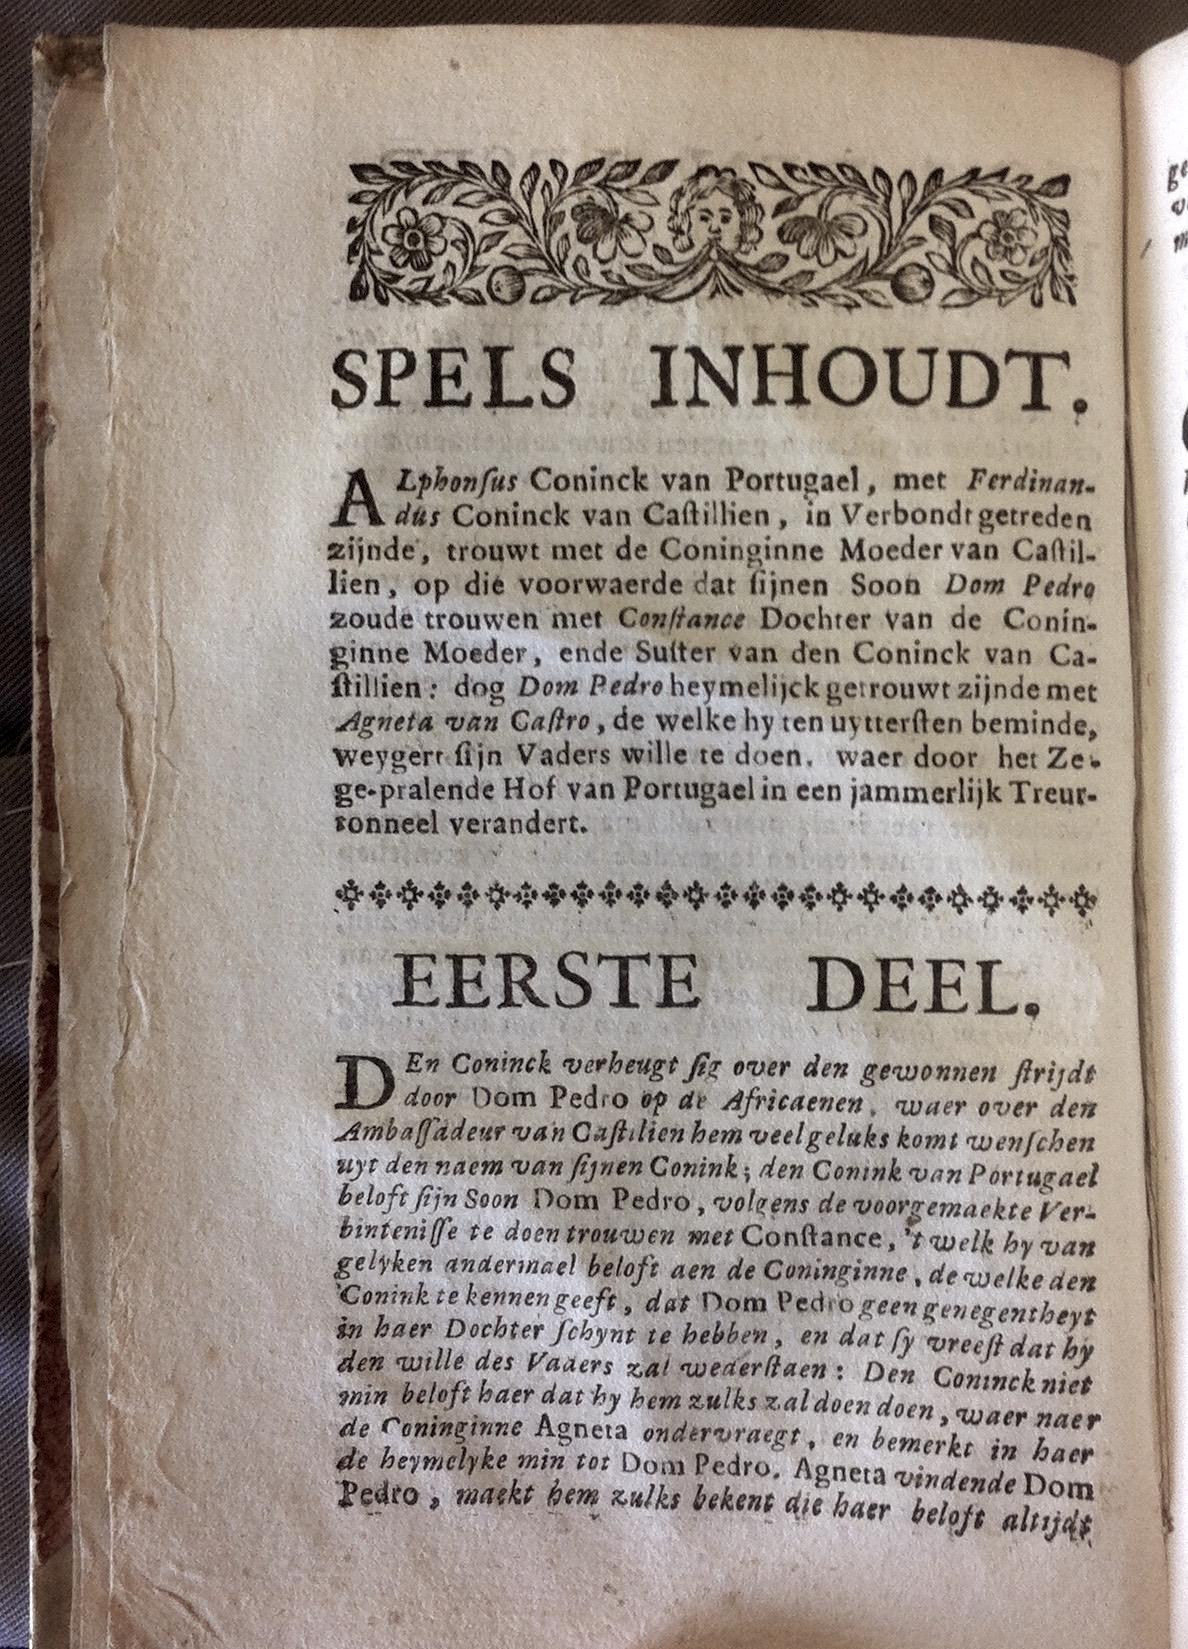 SPELS INHOUDT.
ALphonſus Coninck van Portugael, met Ferdinan-
dus Coninck van Caſtillien, in Verbondt getreden
zijnde, trouwt met de Coninginne Moeder van Caſtil-
lien, op die voorwaerde dat ſijnen Soon Dom Pedro
zoude trouwen met Conſtance Dochter van de Conin-
ginne Moeder, ende Suſter van den Coninck van Ca-
ſtillien: dog Dom Pedro heymelijck getrouwt zijnde met
Agneta van Caſtro, de welke hy ten uytterſten beminde,
weygert ſijn Vaders wille te doen, waer door het Ze-
ge-pralende Hof van Portugael in een jammerlijk Treur-
tonneel verandert.
EERSTE DEEL.
DEn Coninck verheugt ſig over den gewonnen ſtrijdt
door Dom Pedro op de Africaenen, waer over den
Ambaſſadeur van Caſtilien hem veel geluks komt wenſchen
uyt den naem van ſijnen Conink; den Conink van Portugael
beloft ſijn Soon Dom Pedro, volgens de voorgemaekte Ver-
binteniſſe te doen trouwen met Conſtance, 't welk hy van
gelyken andermael beloft aen de Coninginne, de welke den
Conink te kennen geeft, dat Dom Pedro geen genegentheyt
in haer Dochter ſchynt te hebben, en dat ſy vreeſt dat hy
den wille des Vaders zal wederſtaen: Den Coninck niet
min beloft haer dat hy hem zulks zal doen doen, waer naer
de Coninginne Agneta ondervraegt, en bemerkt in haer
de heymelyke min tot Dom Pedro. Agneta vindende Dom
Pedro, maekt hem zulks bekent die haer beloft altijdt